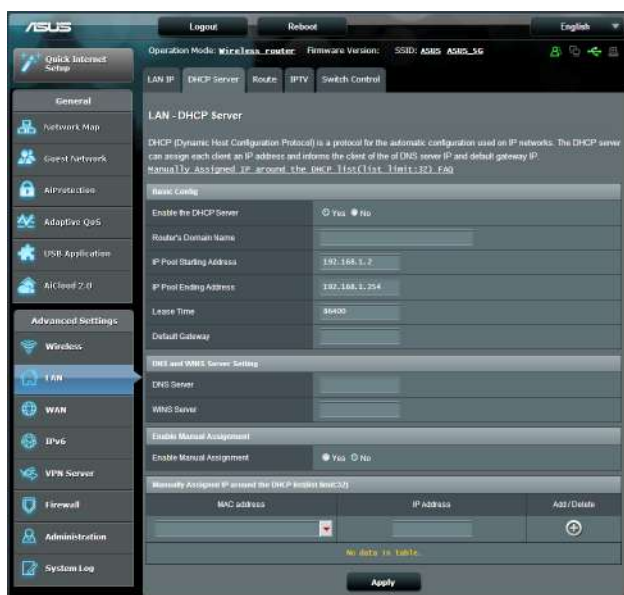 ASUS
Logout
Reboot
English
Quick Internet Setup
Operation Mode: Wireless router Firmware Version: SSID: ASUS ASUS_5G
LAN IP DHCP Server Route IPTV Switch Control
General
Network Map
Guest Network
AiProtection
Adaptive QoS
USB Application
AiCloud 2.0
Advanced Settings
Wireless
LAN
WAN
IPv6
VPN Server
Firewall
Administration
System Log
LAN - DHCP Server
DHCP (Dynamic Host Configuration Protocol) is a protocol for the automatic configuration used on IP networks. The DHCP server
can assign each client an IP address and informs the client of the of DNS server IP and default gateway IP.
Manually Assigned IP around the DHCP list(list limit:32) FAQ
Basic Config
Enable the DHCP Server Yes No
Router's Domain Name
IP Pool Starting Address 192.168.1.2
IP Pool Ending Address 192.168.1.254
Lease Time 86400
Default Gateway
DNS and WINS Server Setting
DNS Server
WINS Server
Enable Manual Assignment
Enable Manual Assignment Yes No
Manually Assigned IP around the DHCP list(list limit:32)
MAC address IP Address Add / Delete
No data in table.
Apply